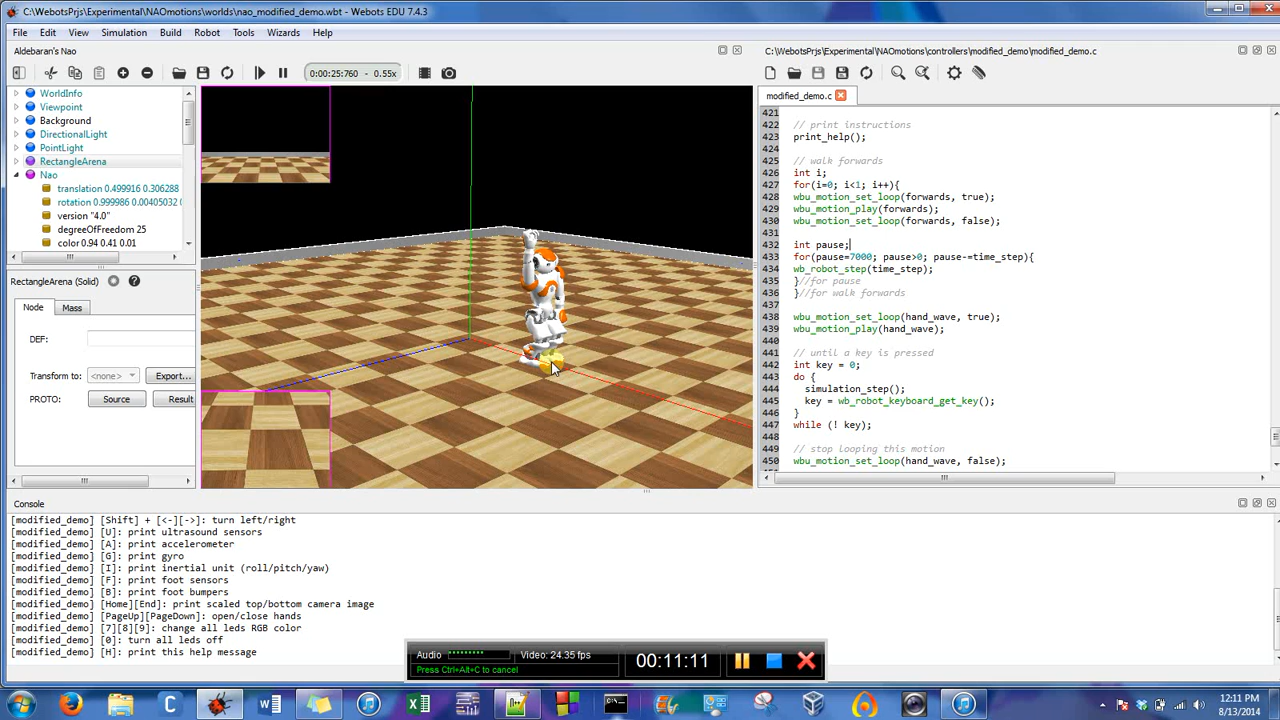 C:\WebotsPrjs\Experimental\NAOmotions\worlds\nao_modified_demo.wbt - Webots EDU 7.4.3
File Edit View Simulation Build Robot Tools Wizards Help
Aldebaran's Nao
0:00:25:760 - 0.55x
WorldInfo
Viewpoint
Background
DirectionalLight
PointLight
RectangleArena
Nao
translation 0.499916 0.306288
rotation 0.999986 0.00405032
version "4.0"
degreeOfFreedom 25
color 0.94 0.41 0.01
RectangleArena (Solid)
Node Mass
DEF:
Transform to: <none> Export...
PROTO: Source Result
C:\WebotsPrjs\Experimental\NAOmotions\controllers\modified_demo\modified_demo.c
modified_demo.c
421
422 // print instructions
423 print_help();
424
425 // walk forwards
426 int i;
427 for(i=0; i<1; i++){
428 wbu_motion_set_loop(forwards, true);
429 wbu_motion_play(forwards);
430 wbu_motion_set_loop(forwards, false);
431
432 int pause;
433 for(pause=7000; pause>0; pause-=time_step){
434 wb_robot_step(time_step);
435 }//for pause
436 }//for walk forwards
437
438 wbu_motion_set_loop(hand_wave, true);
439 wbu_motion_play(hand_wave);
440
441 // until a key is pressed
442 int key = 0;
443 do {
444 simulation_step();
445 key = wb_robot_keyboard_get_key();
446 }
447 while (! key);
448
449 // stop looping this motion
450 wbu_motion_set_loop(hand_wave, false);
Console
[modified_demo] [Shift] + [<-][->]: turn left/right
[modified_demo] [U]: print ultrasound sensors
[modified_demo] [A]: print accelerometer
[modified_demo] [G]: print gyro
[modified_demo] [I]: print inertial unit (roll/pitch/yaw)
[modified_demo] [F]: print foot sensors
[modified_demo] [B]: print foot bumpers
[modified_demo] [Home][End]: print scaled top/bottom camera image
[modified_demo] [PageUp][PageDown]: open/close hands
[modified_demo] [7][8][9]: change all leds RGB color
[modified_demo] [0]: turn all leds off
[modified_demo] [H]: print this help message
Audio Video: 24.35 fps
Press Ctrl+Alt+C to cancel
00:11:11
12:11 PM
8/13/2014